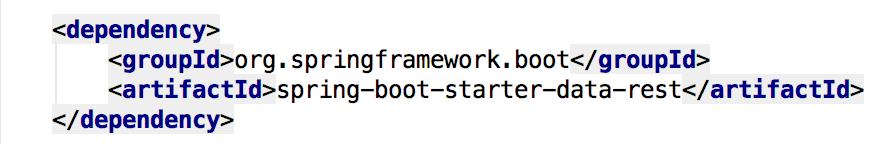 <dependency>
    <groupId>org.springframework.boot</groupId>
    <artifactId>spring-boot-starter-data-rest</artifactId>
</dependency>